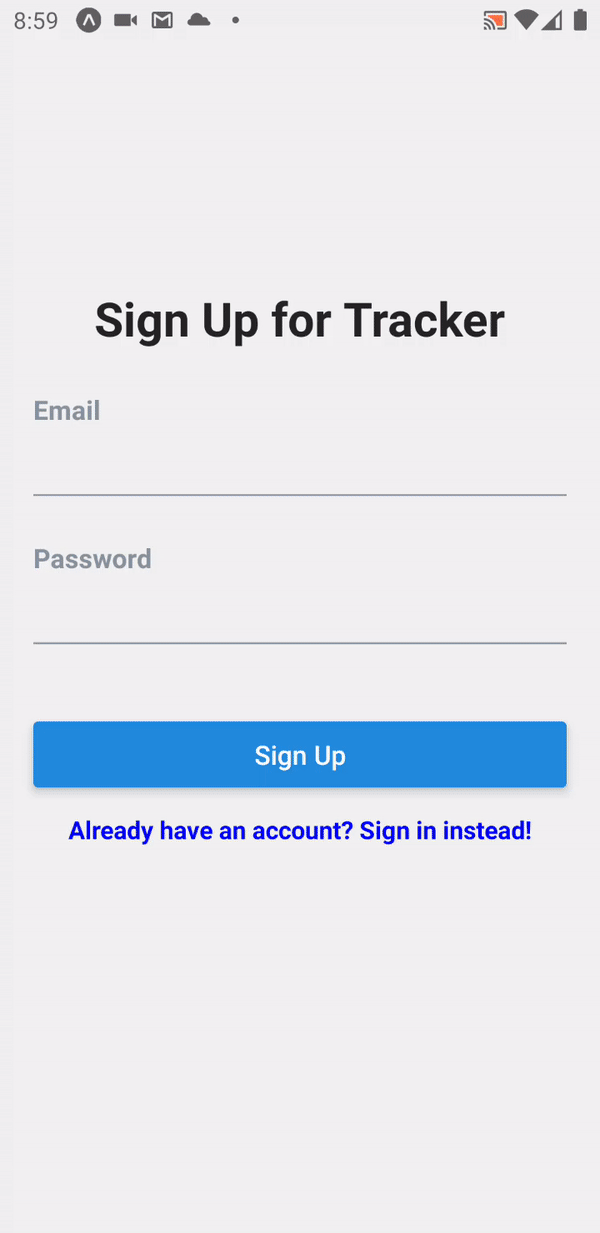 8:59
Sign Up for Tracker
Email
Password
Sign Up
Already have an account? Sign in instead!